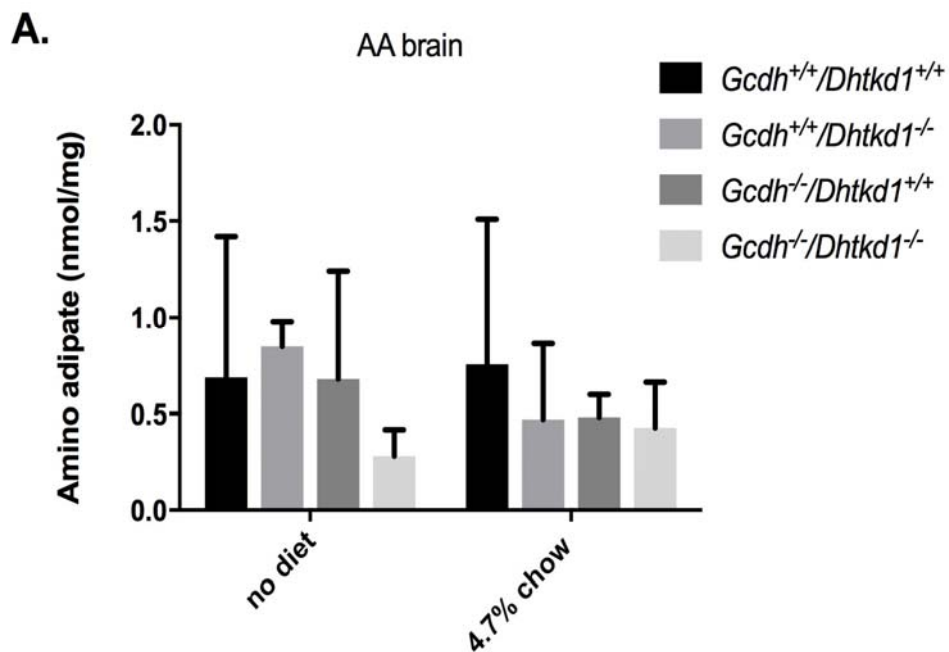 A.
AA brain
Gcdh+/+/Dhtkd1+/+
Gcdh+/+/Dhtkd1-/-
Gcdh-/-/Dhtkd1+/+
Gcdh-/-/Dhtkd1-/-
Amino adipate (nmol/mg)
2.0
1.5
1.0
0.5
0.0
no diet
4.7% chow